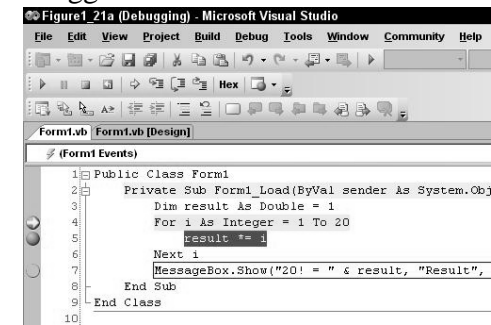 Figure1_21a (Debugging) - Microsoft Visual Studio
File Edit View Project Build Debug Tools Window Community Help
Hex
Form1.vb Form1.vb [Design]
(Form1 Events)
1 Public Class Form1
2 Private Sub Form1_Load(ByVal sender As System.Obj
3 Dim result As Double = 1
4 For i As Integer = 1 To 20
5 result *= i
6 Next i
7 MessageBox.Show("20! = " & result, "Result",
8 End Sub
9 End Class
10